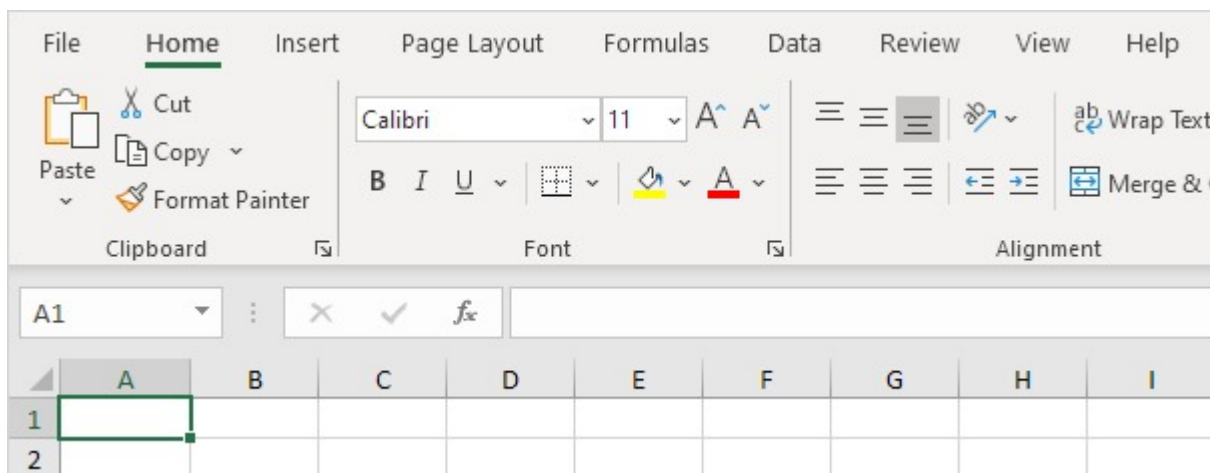 File Home Insert Page Layout Formulas Data Review View Help
Cut
Copy
Paste
Format Painter
Clipboard
Calibri 11 A A
B I U A
Font
ab Wrap Text
Merge &
Alignment
A1 fx
A B C D E F G H I
1
2